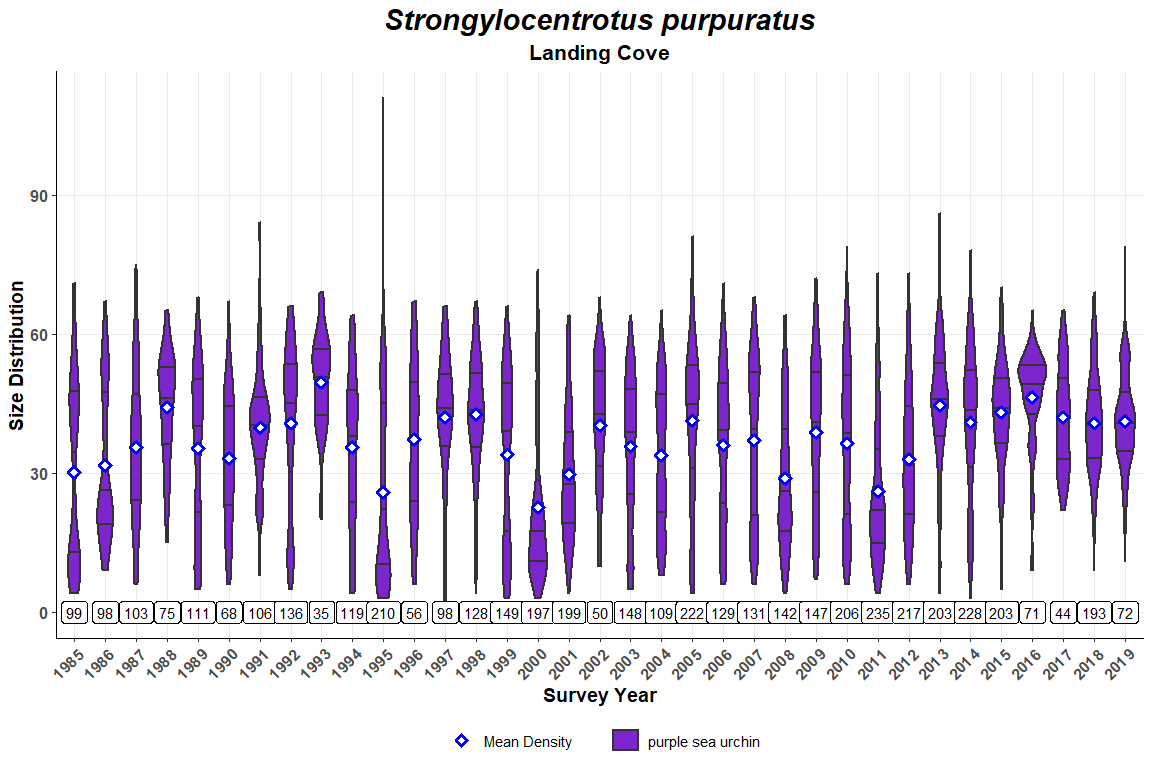 Strongylocentrotus purpuratus
Landing Cove
Size Distribution
90
60
30
0
99 98 103 75 111 68 106 136 35 119 210 56 98 128 149 197 199 50 148 109 222 129 131 142 147 206 235 217 203 228 203 71 44 193 72
1985 1986 1987 1988 1989 1990 1991 1992 1993 1994 1995 1996 1997 1998 1999 2000 2001 2002 2003 2004 2005 2006 2007 2008 2009 2010 2011 2012 2013 2014 2015 2016 2017 2018 2019
Survey Year
Mean Density purple sea urchin